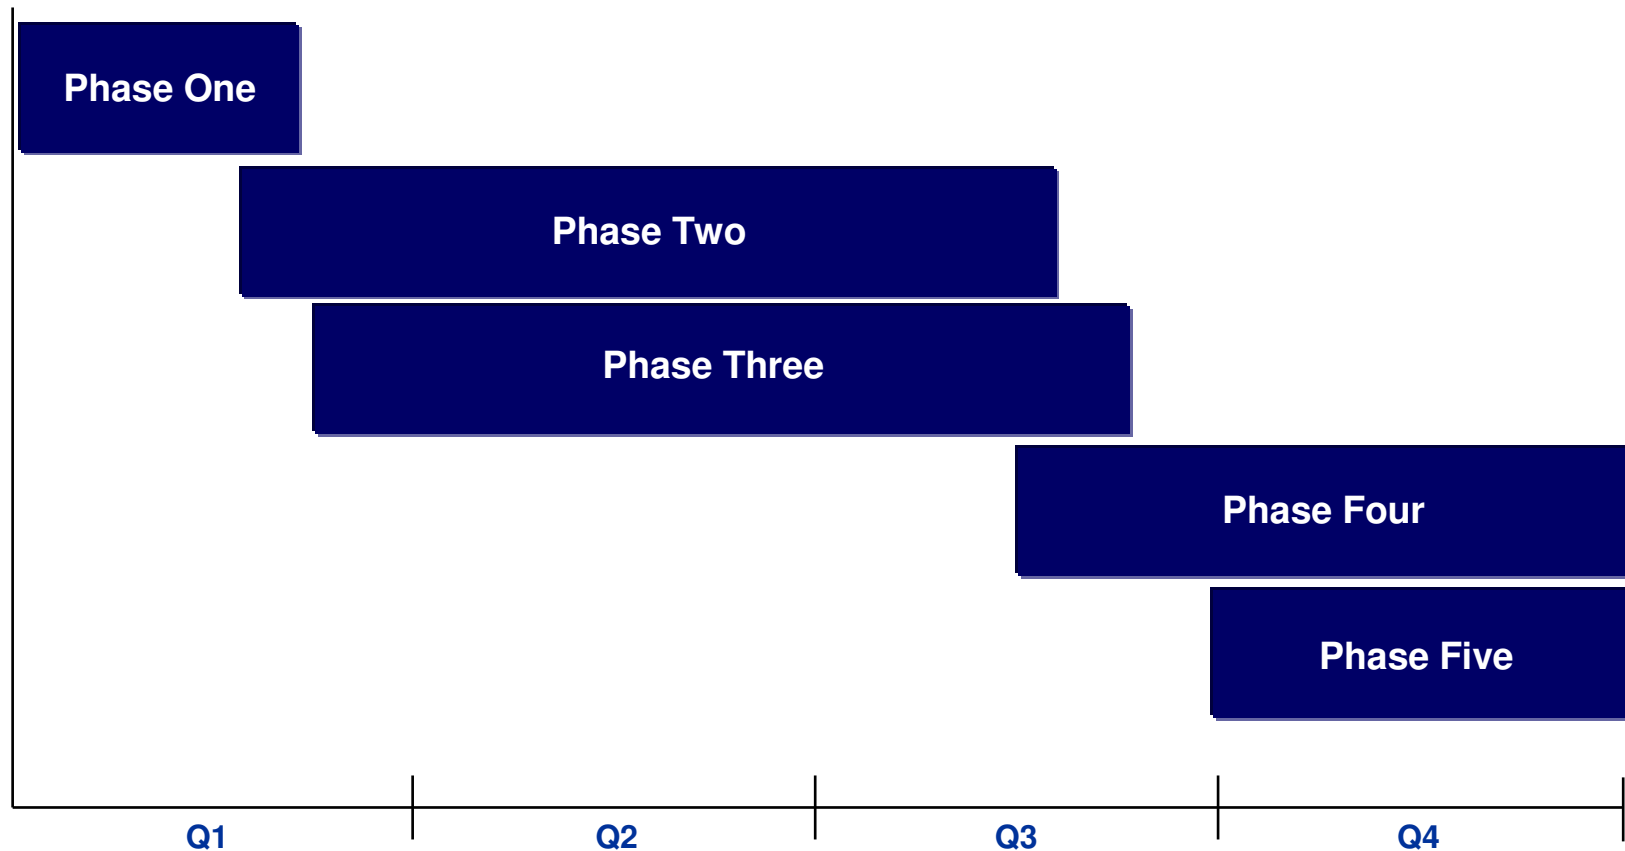 Phase One
Phase Two
Phase Three
Phase Four
Phase Five
Q1 Q2 Q3 Q4